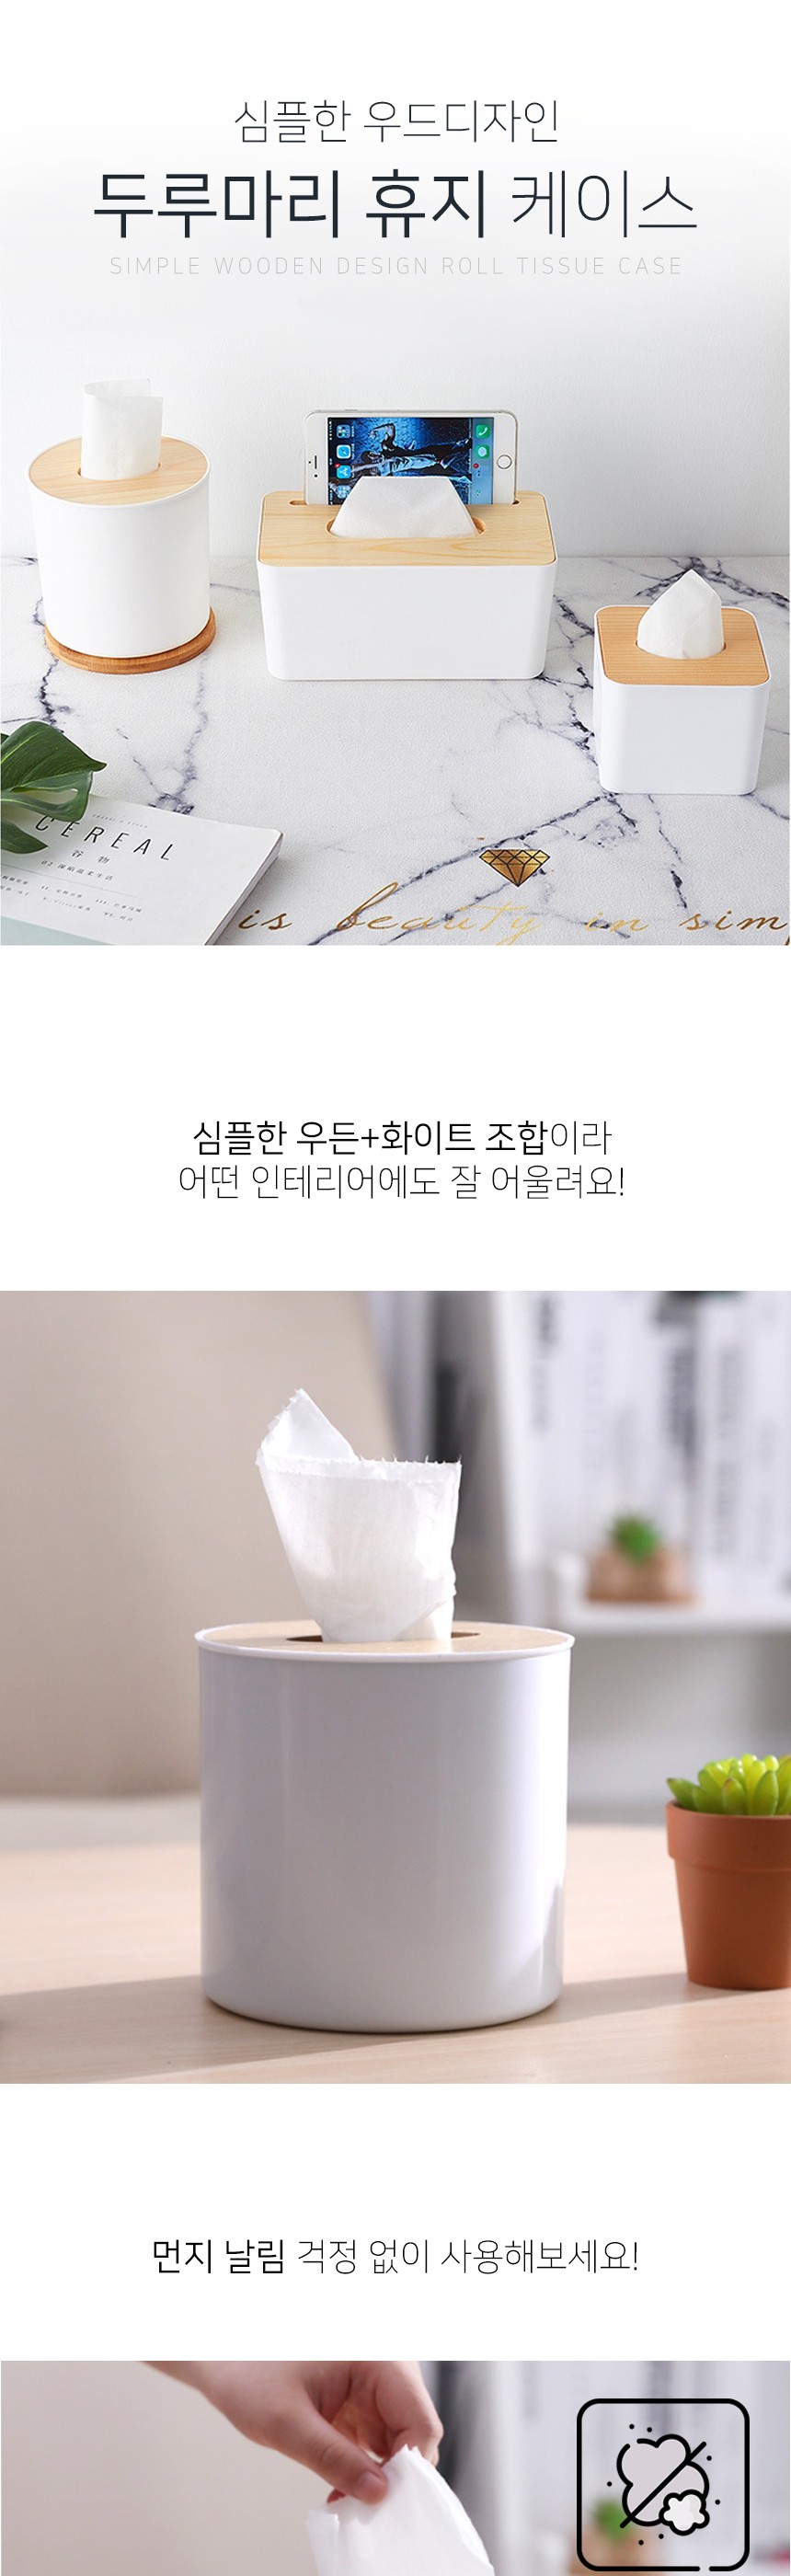 심플한 우드디자인
두루마리 휴지 케이스
SIMPLE WOODEN DESIGN ROLL TISSUE CASE
CEREAL
谷物
is beauty in sim
심플한 우든+화이트 조합이라
어떤 인테리어에도 잘 어울려요!
먼지 날림 걱정 없이 사용해보세요!